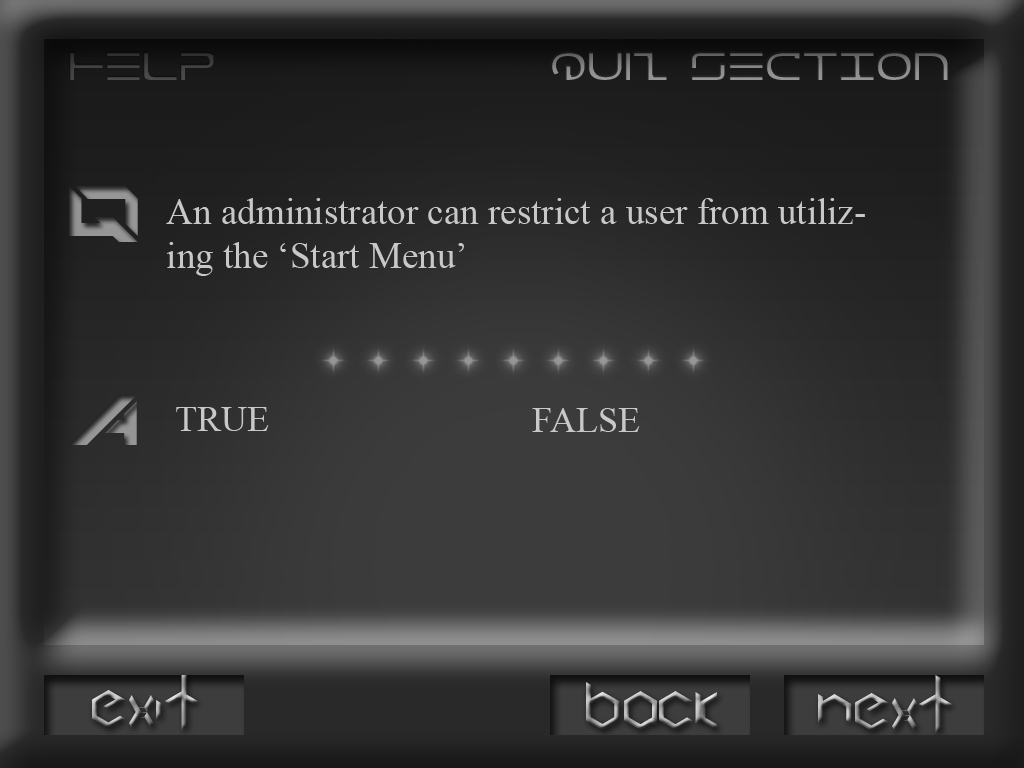 HELP QUIZ SECTION
Q An administrator can restrict a user from utiliz-
ing the ‘Start Menu’
A TRUE FALSE
exit back next